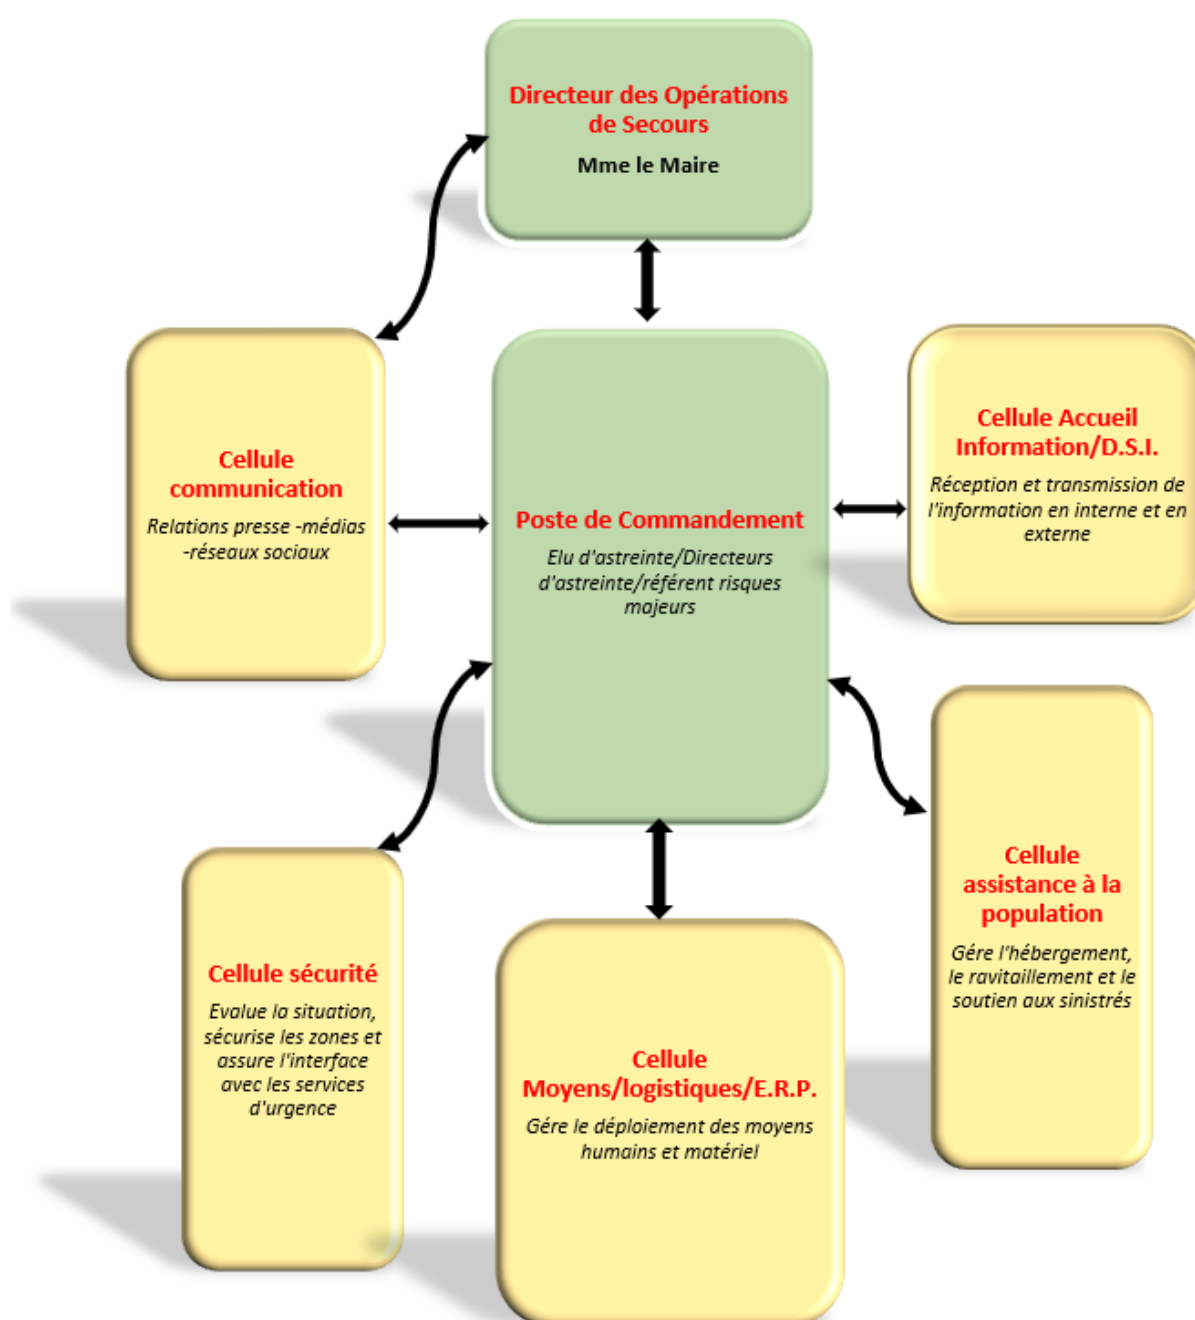 Directeur des Opérations
de Secours
Mme le Maire
Cellule
communication
Relations presse -médias
-réseaux sociaux
Poste de Commandement
Elu d'astreinte/Directeurs
d'astreinte/référent risques
majeurs
Cellule Accueil
Information/D.S.I.
Réception et transmission de
l'information en interne et en
externe
Cellule sécurité
Evalue la situation,
sécurise les zones et
assure l'interface
avec les services
d'urgence
Cellule
Moyens/logistiques/E.R.P.
Gére le déploiement des moyens
humains et matériel
Cellule
assistance à la
population
Gére l'hébergement,
le ravitaillement et le
soutien aux sinistrés